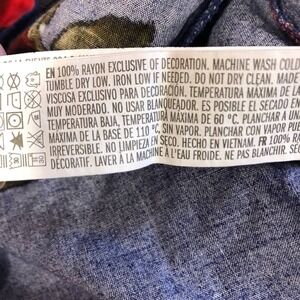 EN 100% RAYON EXCLUSIVE OF DECORATION. MACHINE WASH COLD
TUMBLE DRY LOW. IRON LOW IF NEEDED. DO NOT DRY CLEAN. MADE
VISCOSA EXCLUSIVO PARA DECORACIÓN. TEMPERATURA MÁXIMA DE LA
MUY MODERADO. NO USAR BLANQUEADOR. ES POSIBLE EL SECADO EN
TEMPERATURA BAJA, TEMPERATURA MÁXIMA DE 60 °C. PLANCHAR A UN
MÁXIMA DE LA BASE DE 110 °C, SIN VAPOR. PLANCHAR CON VAPOR PUE
IRREVERSIBLE. NO LIMPIEZA EN SECO. HECHO EN VIETNAM. FR 100% RA
DÉCORATIF. LAVER À LA MACHINE À L'EAU FROIDE. NE PAS BLANCHIR. SÉC